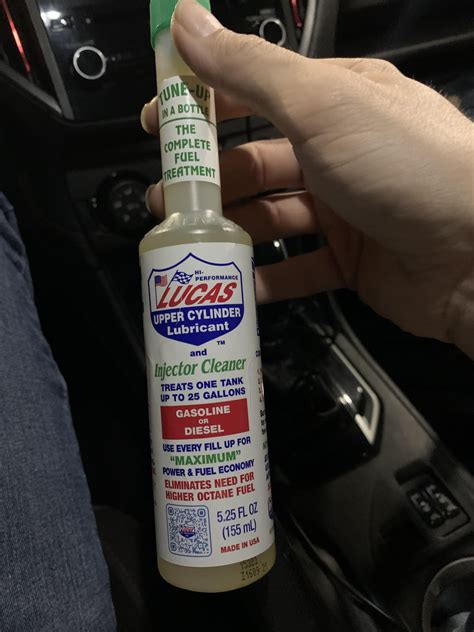 TUNE-UP
IN A BOTTLE
THE
COMPLETE
FUEL
TREATMENT
HI-
PERFORMANCE
LUCAS
UPPER CYLINDER
Lubricant
TM
and
Injector Cleaner
TREATS ONE TANK
UP TO 25 GALLONS
GASOLINE
OR
DIESEL
USE EVERY FILL UP FOR
"MAXIMUM"
POWER & FUEL ECONOMY
ELIMINATES NEED FOR
HIGHER OCTANE FUEL
5.25 FL OZ
(155 mL)
MADE IN USA